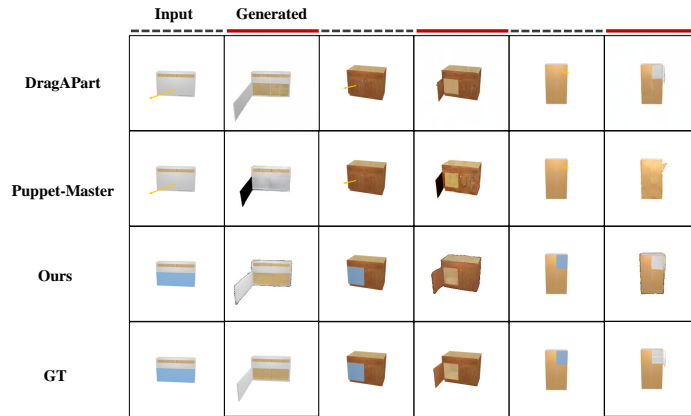 Input Generated
DragAPart
Puppet-Master
Ours
GT